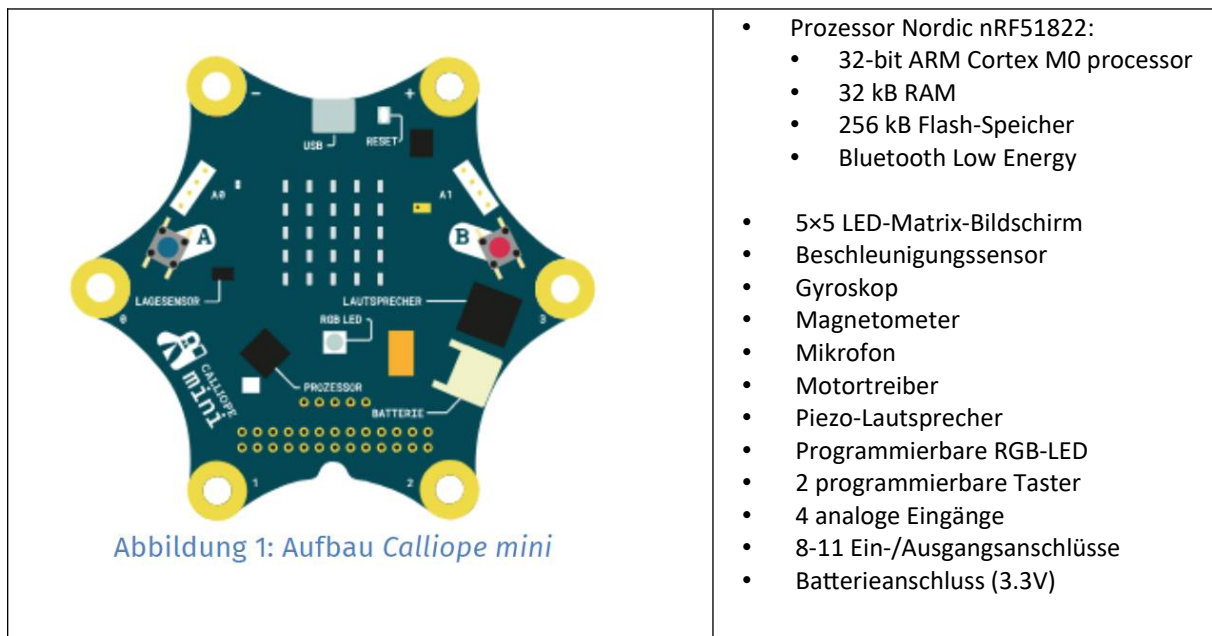 -
+
USB
RESET
A0
A1
A
B
LAGESENSOR
LAUTSPRECHER
0
RGB LED
3
CALLIOPE
mini
PROZESSOR
BATTERIE
1
2
Abbildung 1: Aufbau Calliope mini
• Prozessor Nordic nRF51822:
• 32-bit ARM Cortex M0 processor
• 32 kB RAM
• 256 kB Flash-Speicher
• Bluetooth Low Energy
• 5×5 LED-Matrix-Bildschirm
• Beschleunigungssensor
• Gyroskop
• Magnetometer
• Mikrofon
• Motortreiber
• Piezo-Lautsprecher
• Programmierbare RGB-LED
• 2 programmierbare Taster
• 4 analoge Eingänge
• 8-11 Ein-/Ausgangsanschlüsse
• Batterieanschluss (3.3V)